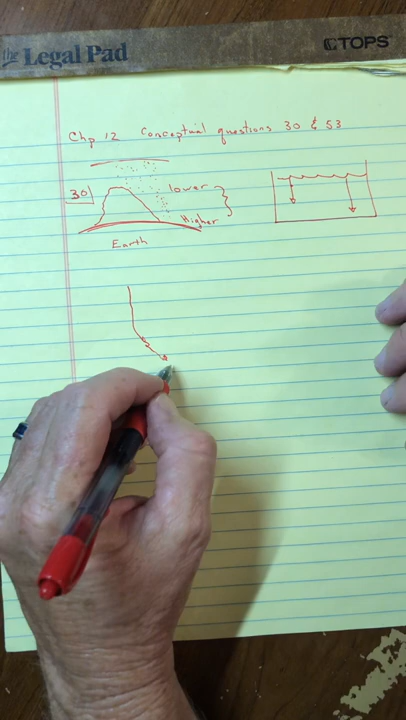 the Legal Pad
TOPS
Chp 12 Conceptual questions 30 & 53
30
lower
Higher
Earth